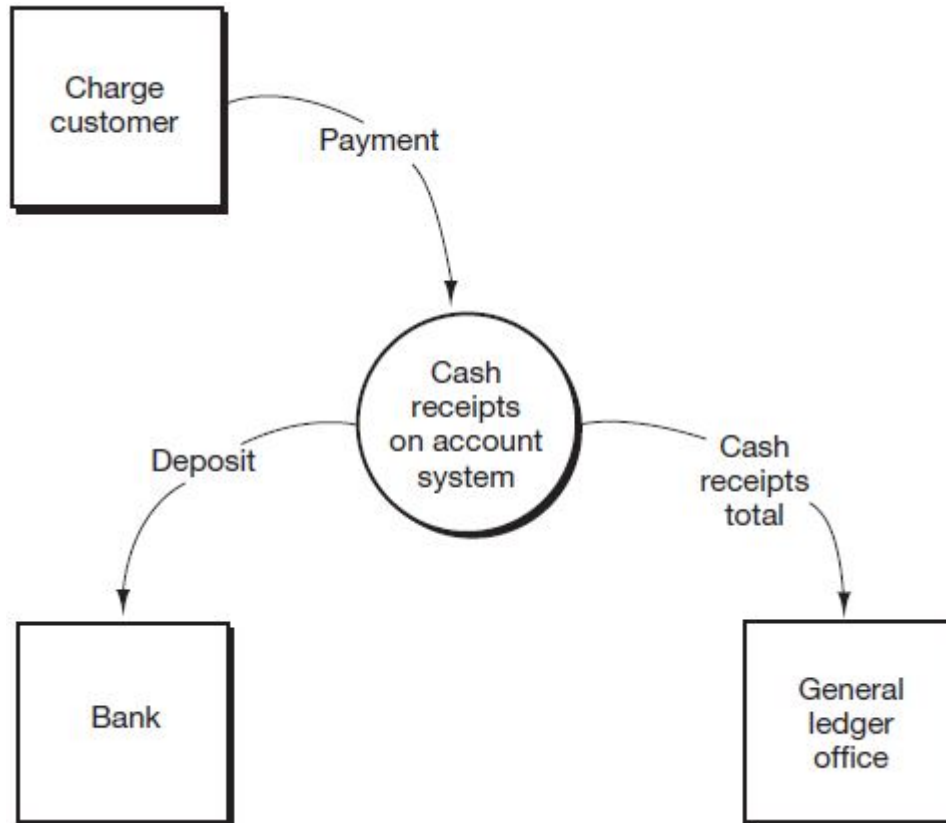 Charge
customer
Payment
Cash
receipts
on account
system
Deposit
Cash
receipts
total
Bank
General
ledger
office